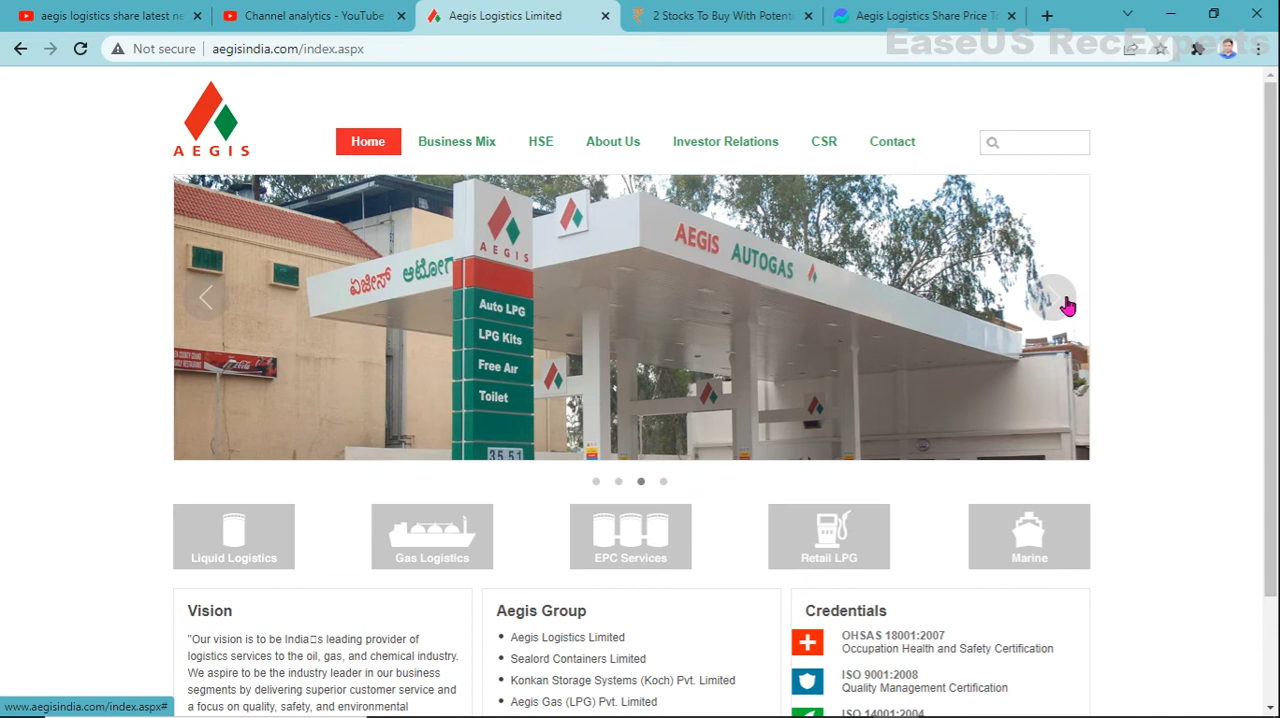 aegis logistics share latest ne
Channel analytics - YouTube
Aegis Logistics Limited
2 Stocks To Buy With Potenti
Aegis Logistics Share Price T
Not secure
aegisindia.com/index.aspx
EaseUS RecExperts
AEGIS
Home
Business Mix
HSE
About Us
Investor Relations
CSR
Contact
AEGIS
ಏಜೀಸ್ ಆಟೋಗ
AEGIS AUTOGAS
Auto LPG
LPG Kits
Free Air
Toilet
35.51
Liquid Logistics
Gas Logistics
EPC Services
Retail LPG
Marine
Vision
"Our vision is to be India□s leading provider of
logistics services to the oil, gas, and chemical industry.
We aspire to be the industry leader in our business
segments by delivering superior customer service and
a focus on quality, safety, and environmental
Aegis Group
Aegis Logistics Limited
Sealord Containers Limited
Konkan Storage Systems (Koch) Pvt. Limited
Aegis Gas (LPG) Pvt. Limited
Credentials
OHSAS 18001:2007
Occupation Health and Safety Certification
ISO 9001:2008
Quality Management Certification
ISO 14001:2004
www.aegisindia.com/index.aspx#